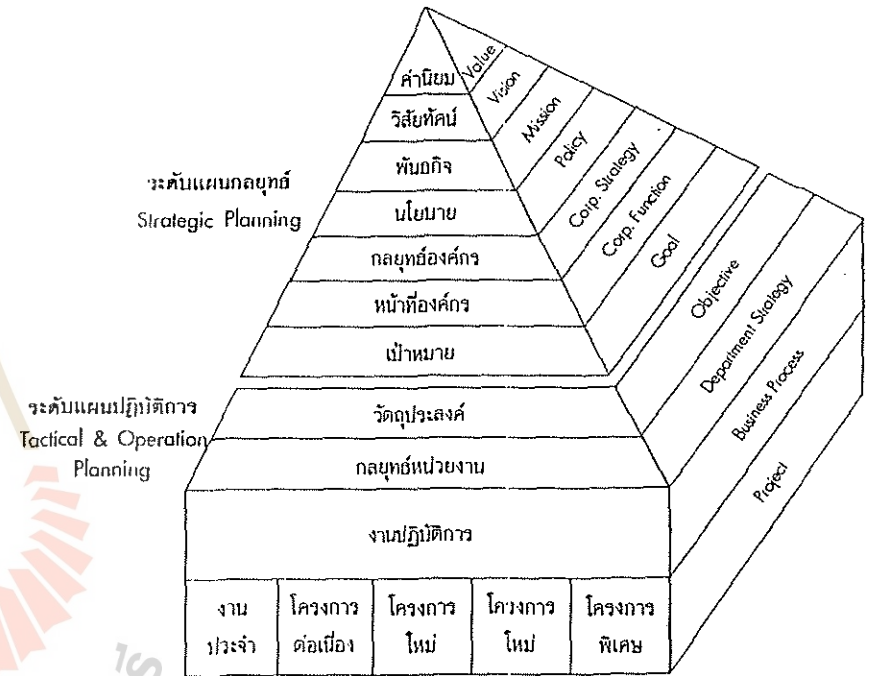 ค่านิยม
Value
วิสัยทัศน์
Vision
พันธกิจ
Mission
นโยบาย
Policy
กลยุทธ์องค์กร
Corp. Strategy
หน้าที่องค์กร
Corp. Function
เป้าหมาย
Goal
ระดับแผนกลยุทธ์
Strategic Planning
ระดับแผนปฏิบัติการ
Tactical & Operation
Planning
วัตถุประสงค์
Objective
กลยุทธ์หน่วยงาน
Department Strategy
งานปฏิบัติการ
Business Process
Project
งาน
ประจำ
โครงการ
ต่อเนื่อง
โครงการ
ใหม่
โครงการ
ใหม่
โครงการ
พิเศษ